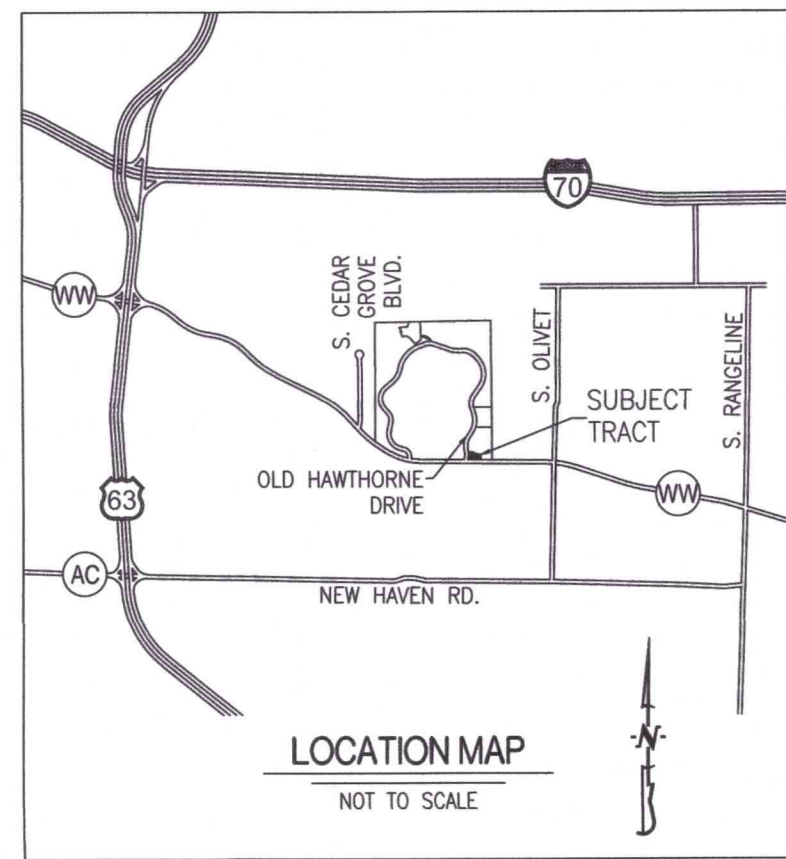 70
WW
S. CEDAR
GROVE
BLVD.
S. OLIVET
S. RANGELINE
SUBJECT
TRACT
OLD HAWTHORNE
DRIVE
WW
63
AC
NEW HAVEN RD.
LOCATION MAP
NOT TO SCALE
-N-